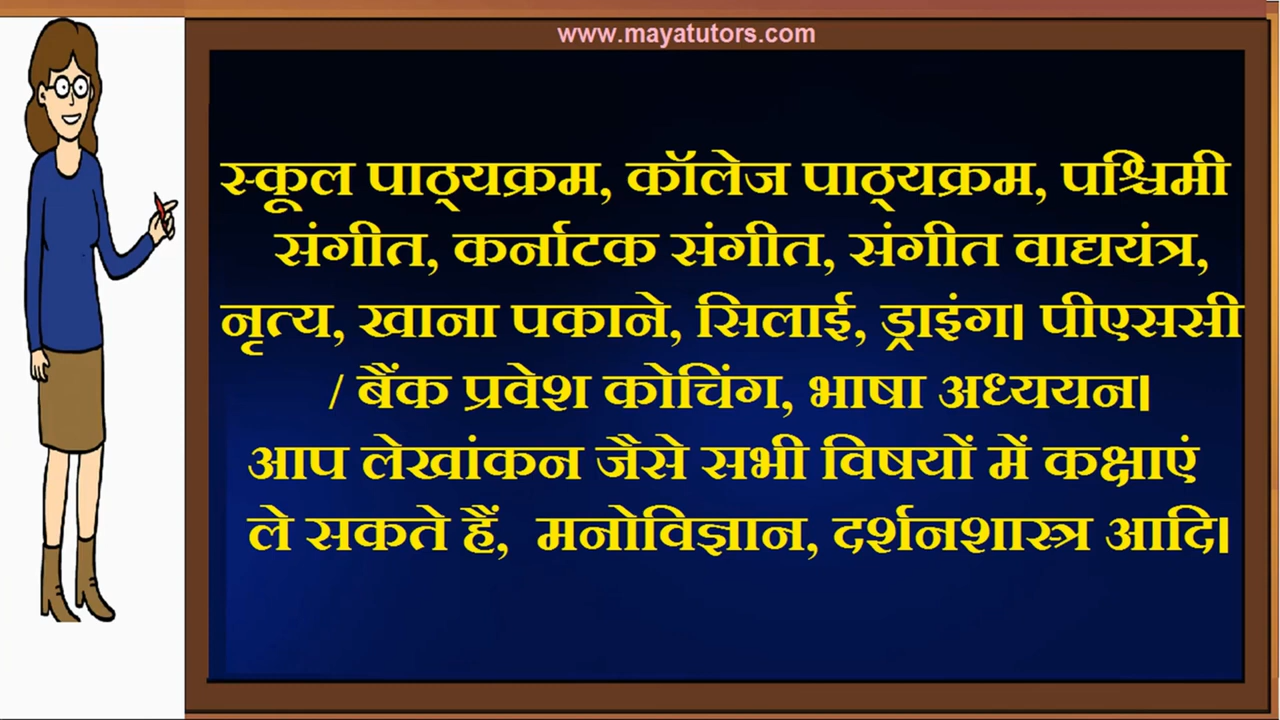 www.mayatutors.com
स्कूल पाठ्यक्रम, कॉलेज पाठ्यक्रम, पश्चिमी
संगीत, कर्नाटक संगीत, संगीत वाद्ययंत्र,
नृत्य, खाना पकाने, सिलाई, ड्राइंग। पीएससी
/ बैंक प्रवेश कोचिंग, भाषा अध्ययन।
आप लेखांकन जैसे सभी विषयों में कक्षाएं
ले सकते हैं, मनोविज्ञान, दर्शनशास्त्र आदि।